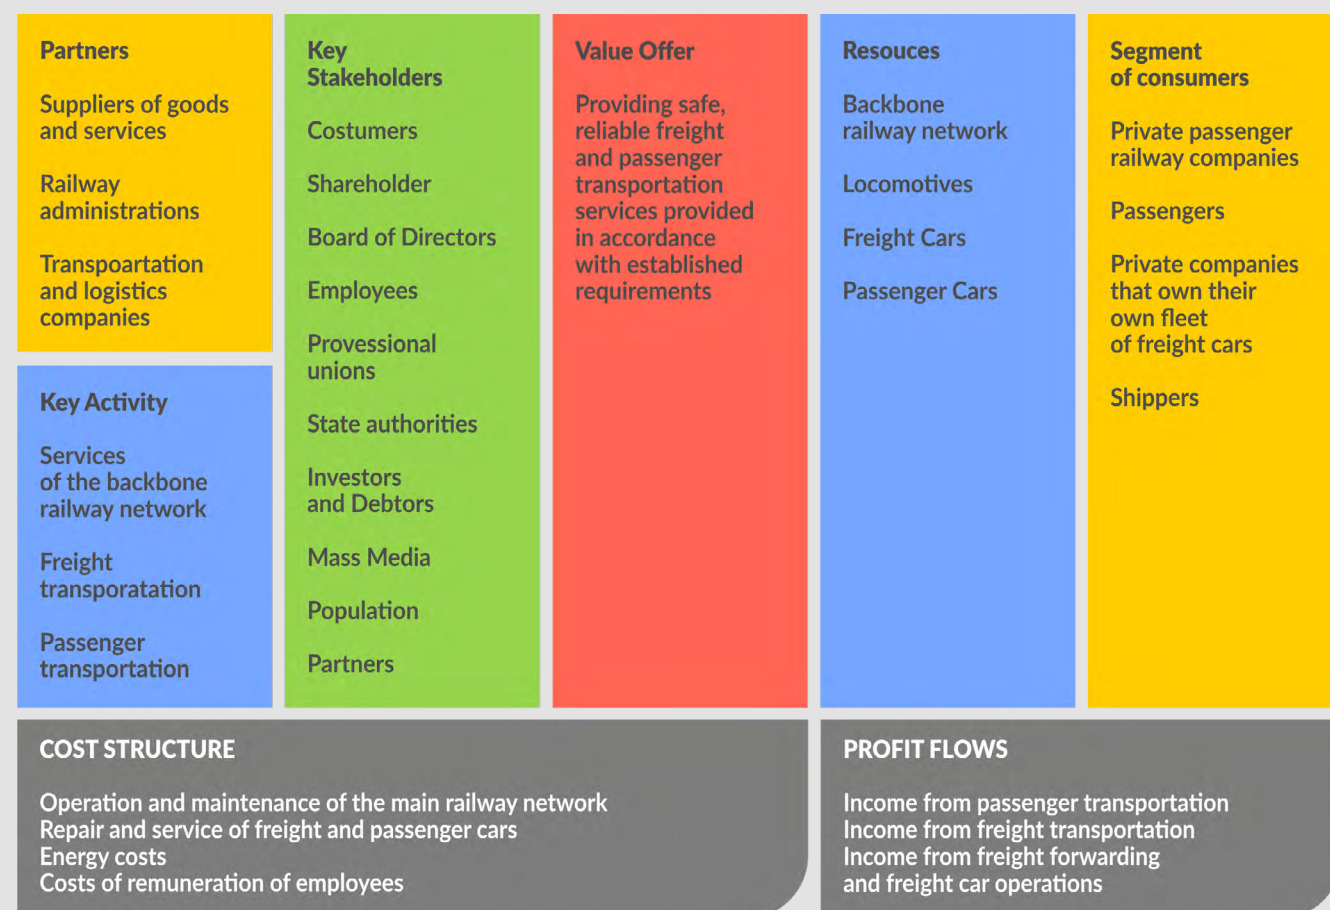 Partners
Suppliers of goods
and services
Railway
administrations
Transpoartation
and logistics
companies
Key Activity
Services
of the backbone
railway network
Freight
transporatation
Passenger
transportation
Key
Stakeholders
Costumers
Shareholder
Board of Directors
Employees
Provessional
unions
State authorities
Investors
and Debtors
Mass Media
Population
Partners
Value Offer
Providing safe,
reliable freight
and passenger
transportation
services provided
in accordance
with established
requirements
Resouces
Backbone
railway network
Locomotives
Freight Cars
Passenger Cars
Segment
of consumers
Private passenger
railway companies
Passengers
Private companies
that own their
own fleet
of freight cars
Shippers
COST STRUCTURE
Operation and maintenance of the main railway network
Repair and service of freight and passenger cars
Energy costs
Costs of remuneration of employees
PROFIT FLOWS
Income from passenger transportation
Income from freight transportation
Income from freight forwarding
and freight car operations